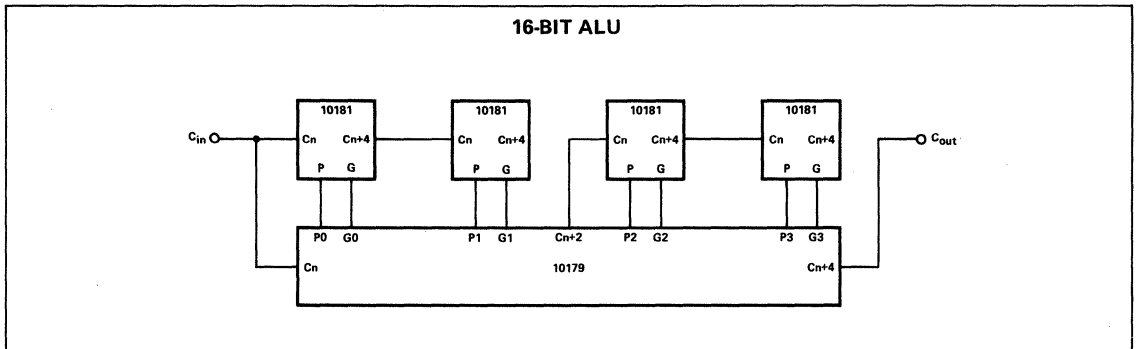 16-BIT ALU
10181 10181 10181 10181
Cin Cn Cn+4 Cn Cn+4 Cn Cn+4 Cn Cn+4 Cout
P G P G P G P G
P0 G0 P1 G1 Cn+2 P2 G2 P3 G3
Cn 10179 Cn+4